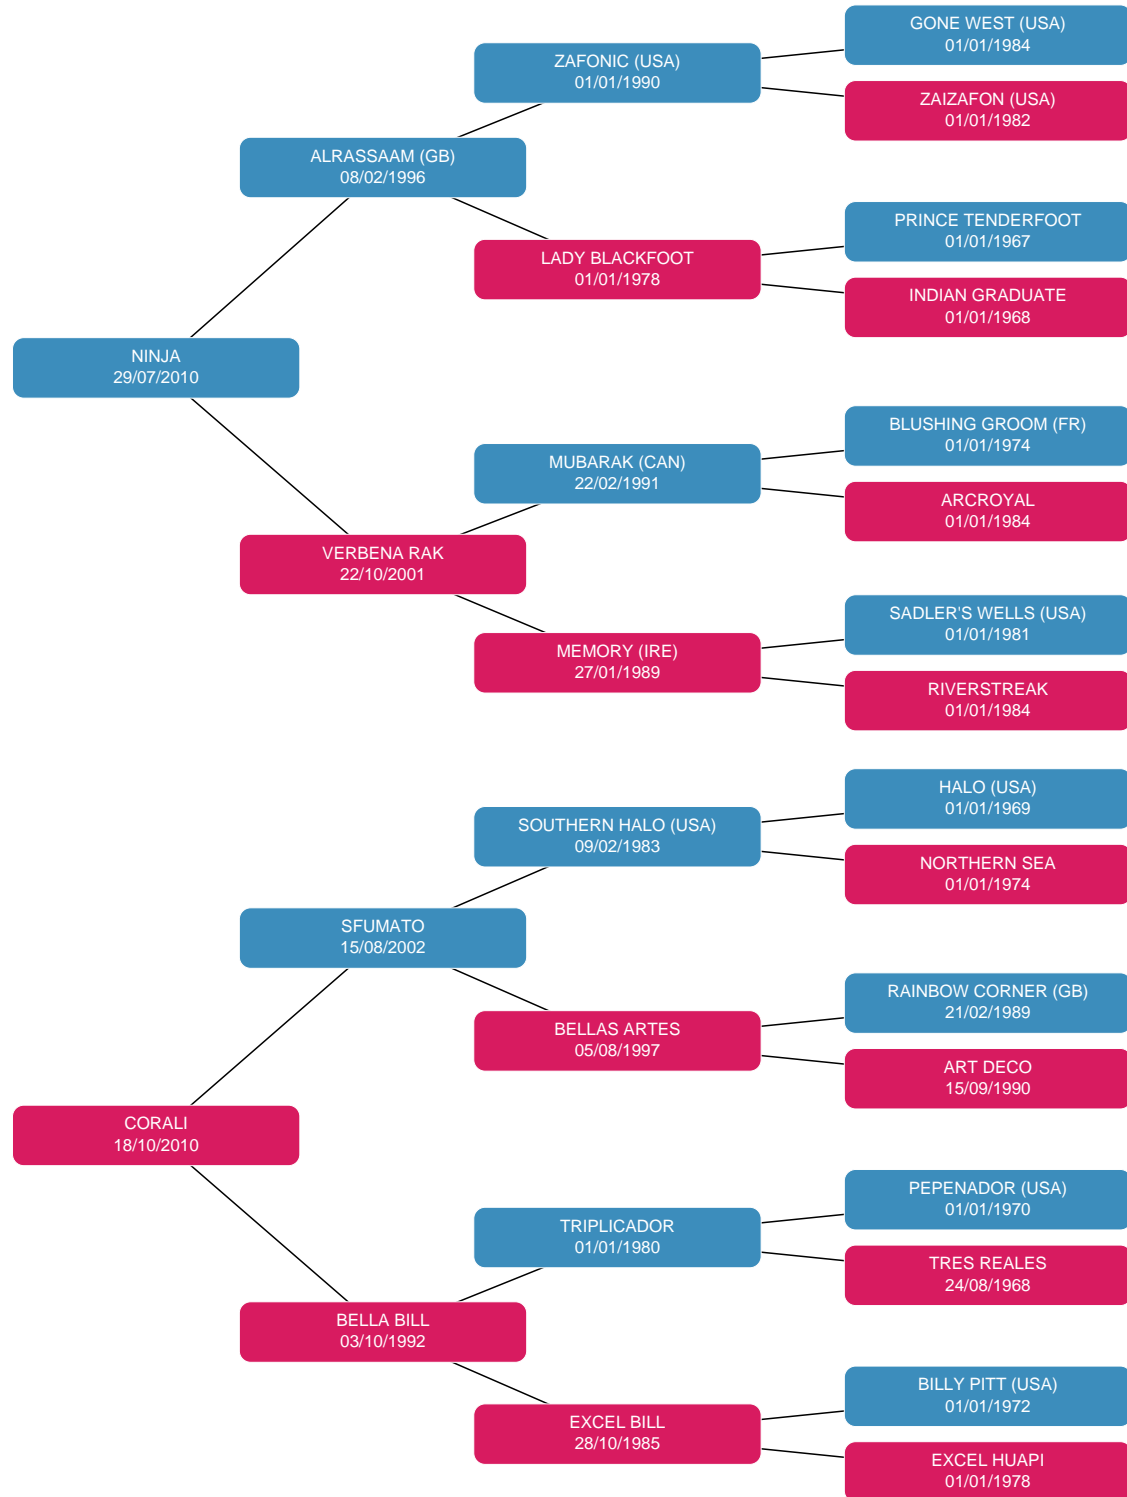 GONE WEST (USA)
01/01/1984
ZAFONIC (USA)
01/01/1990
ZAIZAFON (USA)
01/01/1982
ALRASSAAM (GB)
08/02/1996
PRINCE TENDERFOOT
01/01/1967
LADY BLACKFOOT
01/01/1978
INDIAN GRADUATE
01/01/1968
NINJA
29/07/2010
BLUSHING GROOM (FR)
01/01/1974
MUBARAK (CAN)
22/02/1991
ARCROYAL
01/01/1984
VERBENA RAK
22/10/2001
SADLER'S WELLS (USA)
01/01/1981
MEMORY (IRE)
27/01/1989
RIVERSTREAK
01/01/1984
HALO (USA)
01/01/1969
SOUTHERN HALO (USA)
09/02/1983
NORTHERN SEA
01/01/1974
SFUMATO
15/08/2002
RAINBOW CORNER (GB)
21/02/1989
BELLAS ARTES
05/08/1997
ART DECO
15/09/1990
CORALI
18/10/2010
PEPENADOR (USA)
01/01/1970
TRIPLICADOR
01/01/1980
TRES REALES
24/08/1968
BELLA BILL
03/10/1992
BILLY PITT (USA)
01/01/1972
EXCEL BILL
28/10/1985
EXCEL HUAPI
01/01/1978